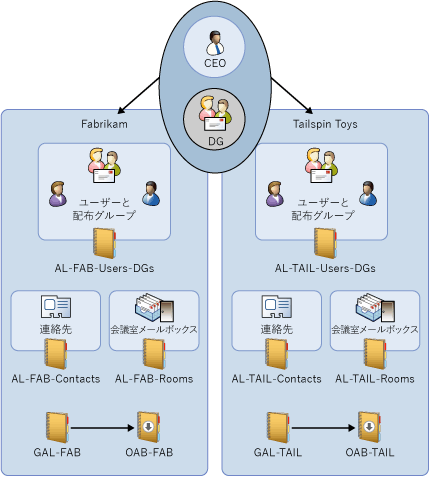 CEO
DG
Fabrikam
ユーザーと
配布グループ
AL-FAB-Users-DGs
連絡先
会議室メールボックス
AL-FAB-Contacts
AL-FAB-Rooms
GAL-FAB
OAB-FAB
Tailspin Toys
ユーザーと
配布グループ
AL-TAIL-Users-DGs
連絡先
会議室メールボックス
AL-TAIL-Contacts
AL-TAIL-Rooms
GAL-TAIL
OAB-TAIL